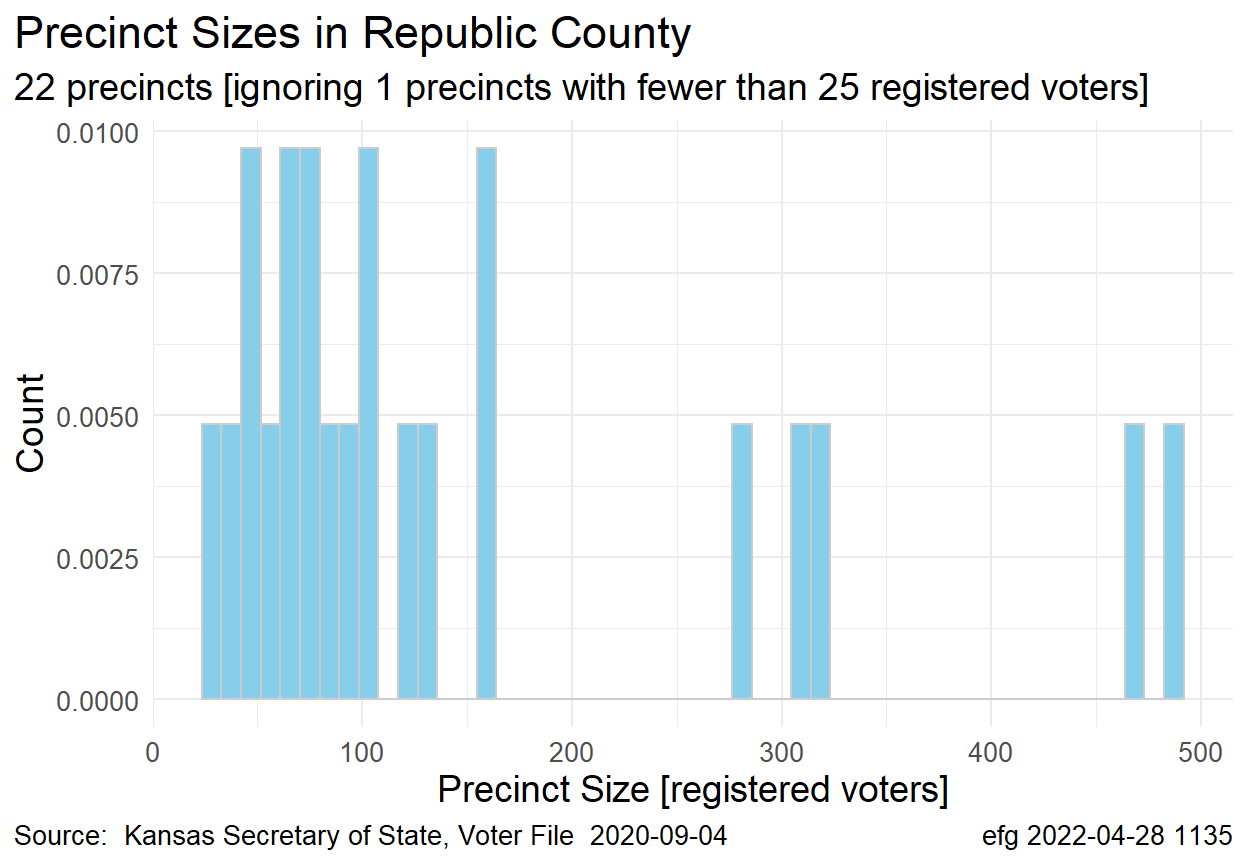 Precinct Sizes in Republic County
22 precincts [ignoring 1 precincts with fewer than 25 registered voters]
0.0100
0.0075
0.0050
0.0025
0.0000
Count
0 100 200 300 400 500
Precinct Size [registered voters]
Source:  Kansas Secretary of State, Voter File  2020-09-04
efg 2022-04-28 1135